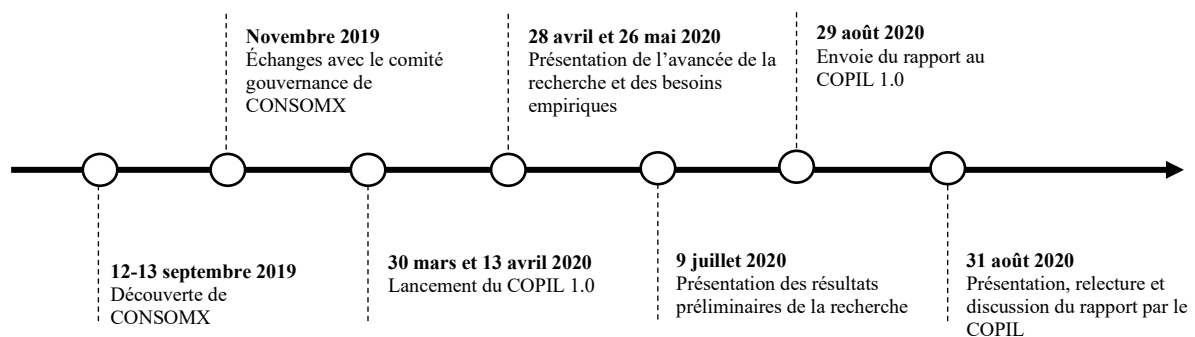 Novembre 2019
Échanges avec le comité
gouvernance de
CONSOMX
28 avril et 26 mai 2020
Présentation de l’avancée de la
recherche et des besoins
empiriques
29 août 2020
Envoie du rapport au
COPIL 1.0
12-13 septembre 2019
Découverte de
CONSOMX
30 mars et 13 avril 2020
Lancement du COPIL 1.0
9 juillet 2020
Présentation des résultats
préliminaires de la recherche
31 août 2020
Présentation, relecture et
discussion du rapport par le
COPIL